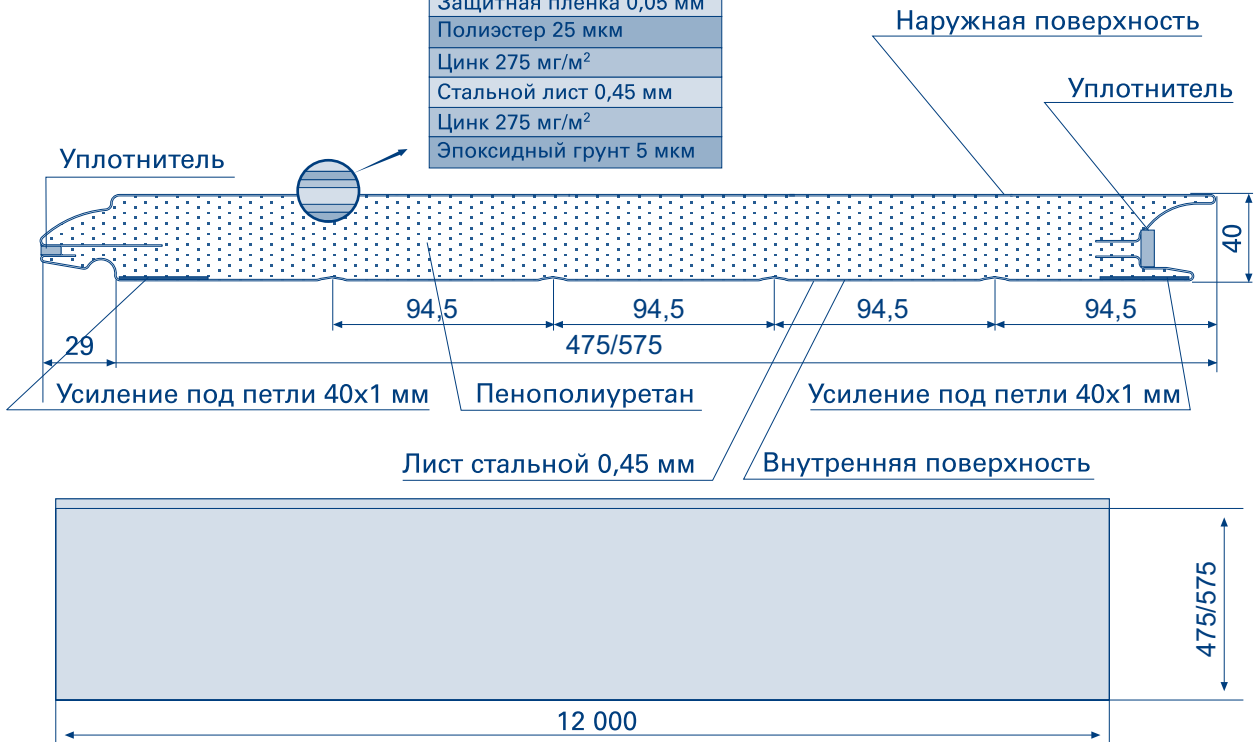 Защитная пленка 0,05 мм
Полиэстер 25 мкм
Цинк 275 мг/м²
Стальной лист 0,45 мм
Цинк 275 мг/м²
Эпоксидный грунт 5 мкм
Наружная поверхность
Уплотнитель
Уплотнитель
40
94,5
94,5
94,5
94,5
29
475/575
Усиление под петли 40x1 мм
Пенополиуретан
Усиление под петли 40x1 мм
Лист стальной 0,45 мм
Внутренняя поверхность
475/575
12 000